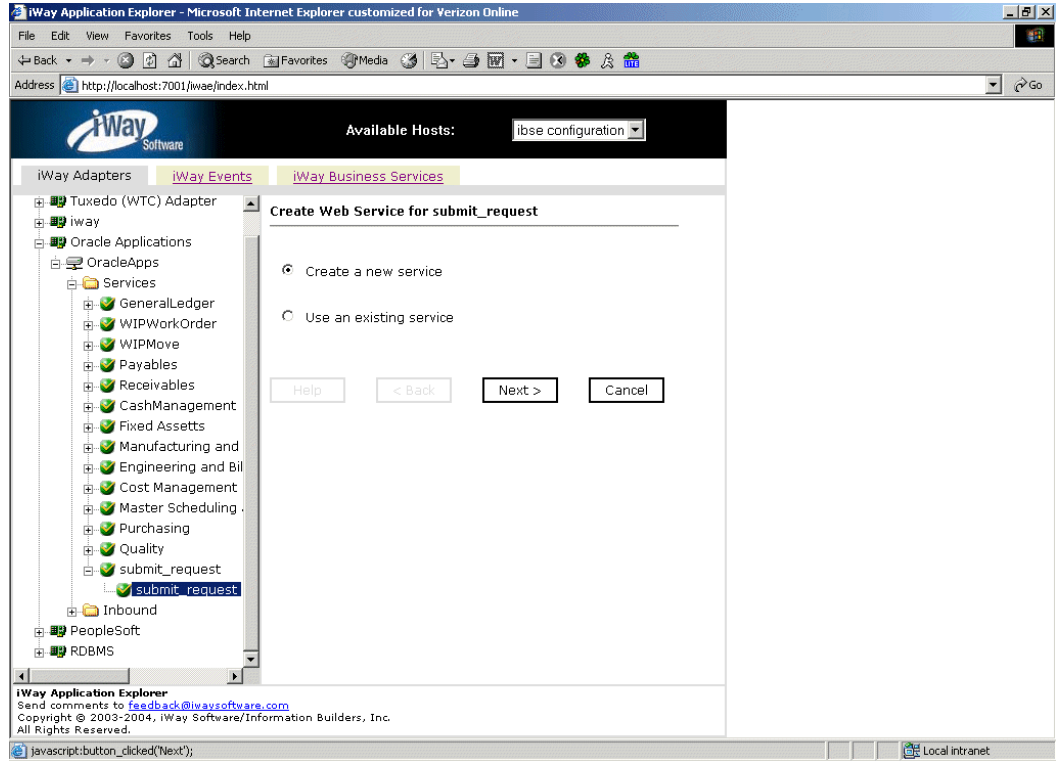 iWay Application Explorer - Microsoft Internet Explorer customized for Verizon Online
File Edit View Favorites Tools Help
Back Search Favorites Media
Address http://localhost:7001/iwae/index.html Go
iWay Software
Available Hosts: ibse configuration
iWay Adapters iWay Events iWay Business Services
Tuxedo (WTC) Adapter
iway
Oracle Applications
OracleApps
Services
GeneralLedger
WIPWorkOrder
WIPMove
Payables
Receivables
CashManagement
Fixed Assetts
Manufacturing and
Engineering and Bil
Cost Management
Master Scheduling
Purchasing
Quality
submit_request
submit_request
Inbound
PeopleSoft
RDBMS
Create Web Service for submit_request
Create a new service
Use an existing service
Help < Back Next > Cancel
iWay Application Explorer
Send comments to feedback@iwaysoftware.com
Copyright © 2003-2004, iWay Software/Information Builders, Inc.
All Rights Reserved.
javascript:button_clicked('Next'); Local intranet